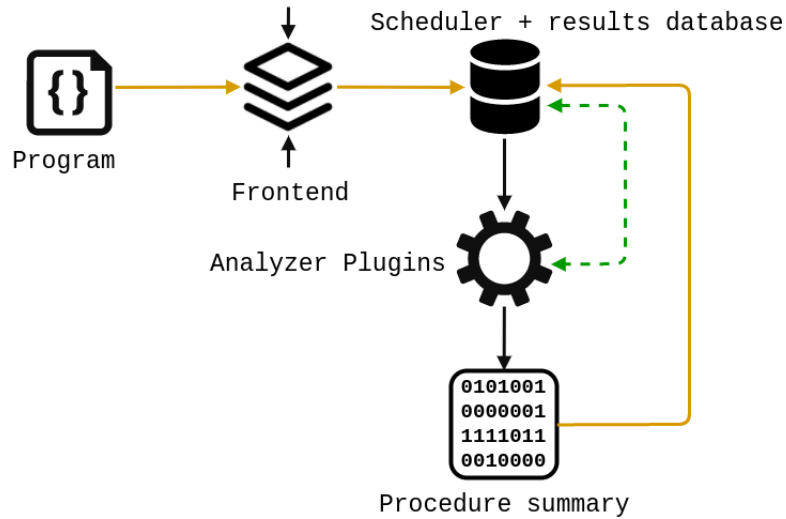 Scheduler + results database
{}
Program
Frontend
Analyzer Plugins
0101001
0000001
1111011
0010000
Procedure summary